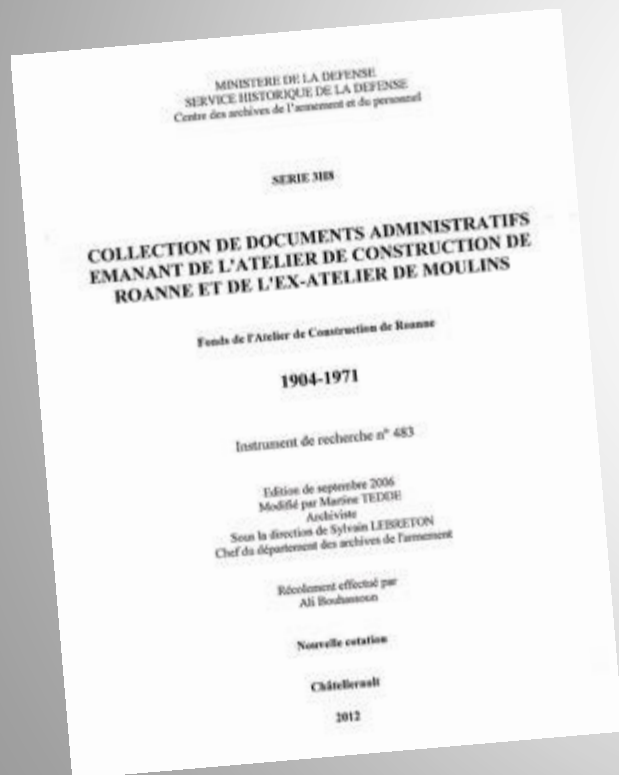 MINISTERE DE LA DEFENSE
SERVICE HISTORIQUE DE LA DEFENSE
Centre des archives de l'armement et du personnel
SERIE 3H8
COLLECTION DE DOCUMENTS ADMINISTRATIFS
EMANANT DE L'ATELIER DE CONSTRUCTION DE
ROANNE ET DE L'EX-ATELIER DE MOULINS
Fonds de l'Atelier de Construction de Roanne
1904-1971
Instrument de recherche n° 483
Edition de septembre 2006
Modifié par Martine TEDDE
Archiviste
Sous la direction de Sylvain LEBRETON
Chef du département des archives de l'armement
Récolement effectué par
Ali Bouhassoun
Nouvelle cotation
Châtellerault
2012